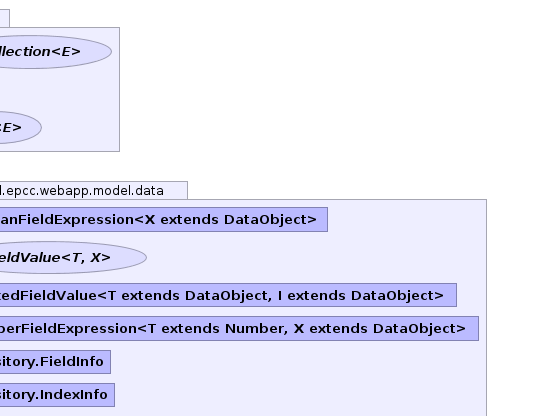 llection<E>
<E>
l.epcc.webapp.model.data
anFieldExpression<X extends DataObject>
eldValue<T, X>
edFieldValue<T extends DataObject, I extends DataObject>
berFieldExpression<T extends Number, X extends DataObject>
sitory.FieldInfo
sitory.IndexInfo